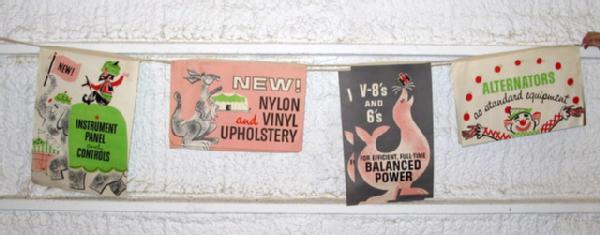 NEW!
INSTRUMENT
PANEL
and
CONTROLS
NEW!
NYLON
and VINYL
UPHOLSTERY
V-8's
AND
6's
FOR EFFICIENT, FULL-TIME
BALANCED
POWER
ALTERNATORS
as standard equipment